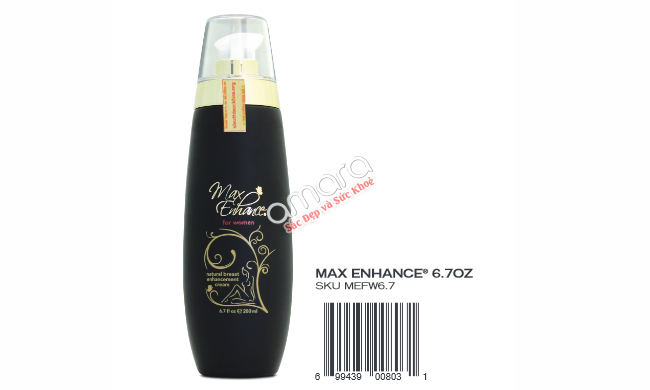 Max
Enhance®
for women
natural breast
enhancement
cream
6.7 fl oz ℮ 200 ml
amara
Sắc Đẹp và Sức Khoẻ
MAX ENHANCE® 6.7OZ
SKU MEFW6.7
6 99439 00803 1